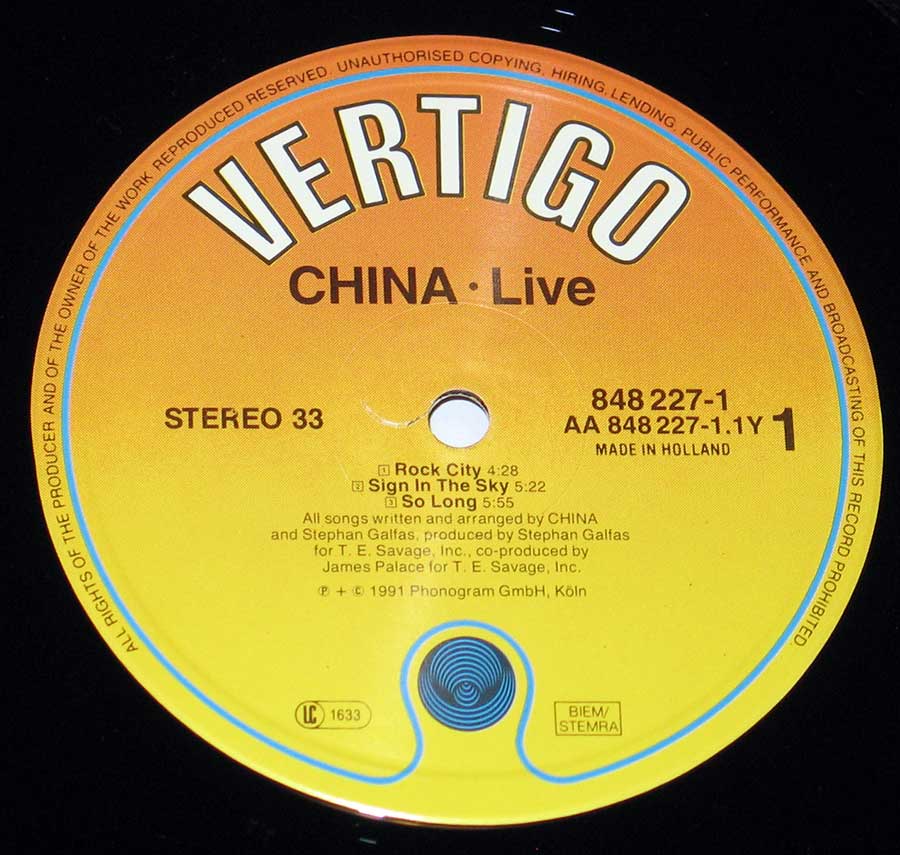 ALL RIGHTS OF THE PRODUCER AND OF THE OWNER OF THE WORK REPRODUCED RESERVED. UNAUTHORISED COPYING, HIRING, LENDING, PUBLIC PERFORMANCE AND BROADCASTING OF THIS RECORD PROHIBITED.
VERTIGO
CHINA · Live
STEREO 33
848 227-1
AA 848 227-1.1Y 1
MADE IN HOLLAND
1 Rock City 4:28
2 Sign In The Sky 5:22
3 So Long 5:55
All songs written and arranged by CHINA
and Stephan Galfas, produced by Stephan Galfas
for T. E. Savage, Inc., co-produced by
James Palace for T. E. Savage, Inc.
℗ + © 1991 Phonogram GmbH, Köln
LC 1633
BIEM/
STEMRA